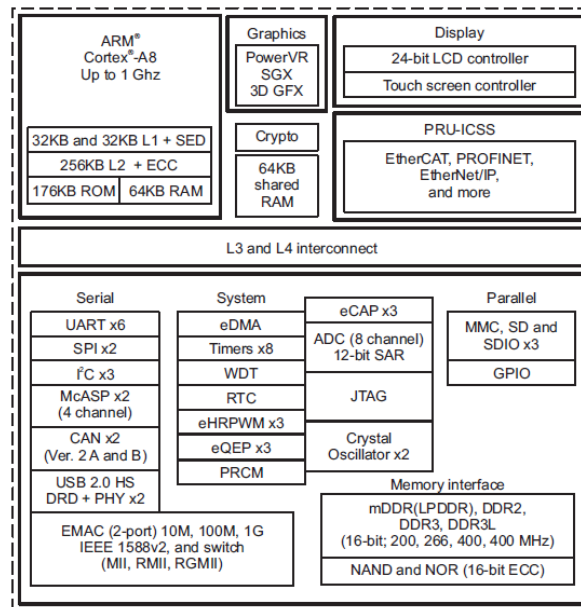 ARM®
Cortex®-A8
Up to 1 Ghz
32KB and 32KB L1 + SED
256KB L2 + ECC
176KB ROM
64KB RAM
Graphics
PowerVR
SGX
3D GFX
Crypto
64KB
shared
RAM
Display
24-bit LCD controller
Touch screen controller
PRU-ICSS
EtherCAT, PROFINET,
EtherNet/IP,
and more
L3 and L4 interconnect
Serial
UART x6
SPI x2
I²C x3
McASP x2
(4 channel)
CAN x2
(Ver. 2 A and B)
USB 2.0 HS
DRD + PHY x2
EMAC (2-port) 10M, 100M, 1G
IEEE 1588v2, and switch
(MII, RMII, RGMII)
System
eDMA
Timers x8
WDT
RTC
eHRPWM x3
eQEP x3
PRCM
eCAP x3
ADC (8 channel)
12-bit SAR
JTAG
Crystal
Oscillator x2
Parallel
MMC, SD and
SDIO x3
GPIO
Memory interface
mDDR(LPDDR), DDR2,
DDR3, DDR3L
(16-bit; 200, 266, 400, 400 MHz)
NAND and NOR (16-bit ECC)